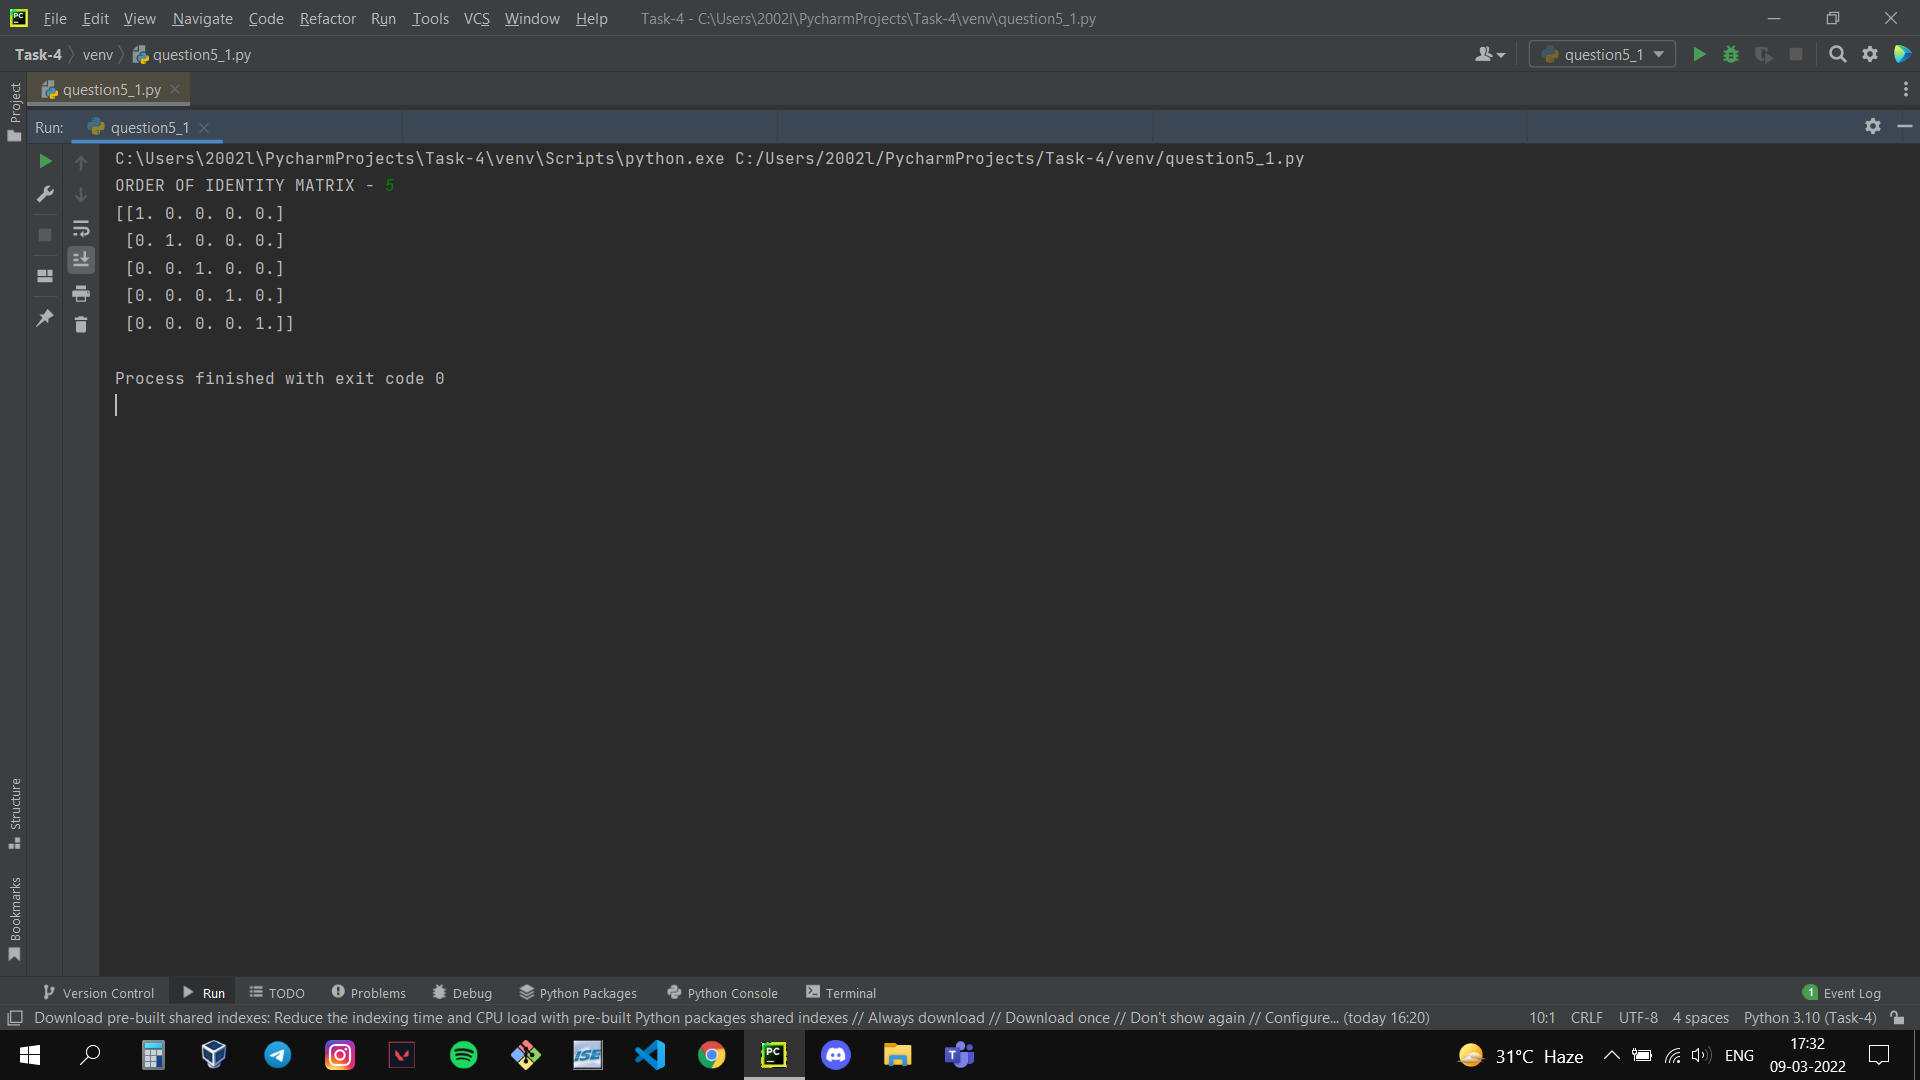 File Edit View Navigate Code Refactor Run Tools VCS Window Help Task-4 - C:\Users\2002l\PycharmProjects\Task-4\venv\question5_1.py
Task-4 venv question5_1.py question5_1
Project
question5_1.py
Run: question5_1
C:\Users\2002l\PycharmProjects\Task-4\venv\Scripts\python.exe C:/Users/2002l/PycharmProjects/Task-4/venv/question5_1.py
ORDER OF IDENTITY MATRIX - 5
[[1. 0. 0. 0. 0.]
 [0. 1. 0. 0. 0.]
 [0. 0. 1. 0. 0.]
 [0. 0. 0. 1. 0.]
 [0. 0. 0. 0. 1.]]
Process finished with exit code 0
Structure
Bookmarks
Version Control Run TODO Problems Debug Python Packages Python Console Terminal 1 Event Log
Download pre-built shared indexes: Reduce the indexing time and CPU load with pre-built Python packages shared indexes // Always download // Download once // Don't show again // Configure... (today 16:20) 10:1 CRLF UTF-8 4 spaces Python 3.10 (Task-4)
ISE PC 31°C Haze ENG 17:32
09-03-2022